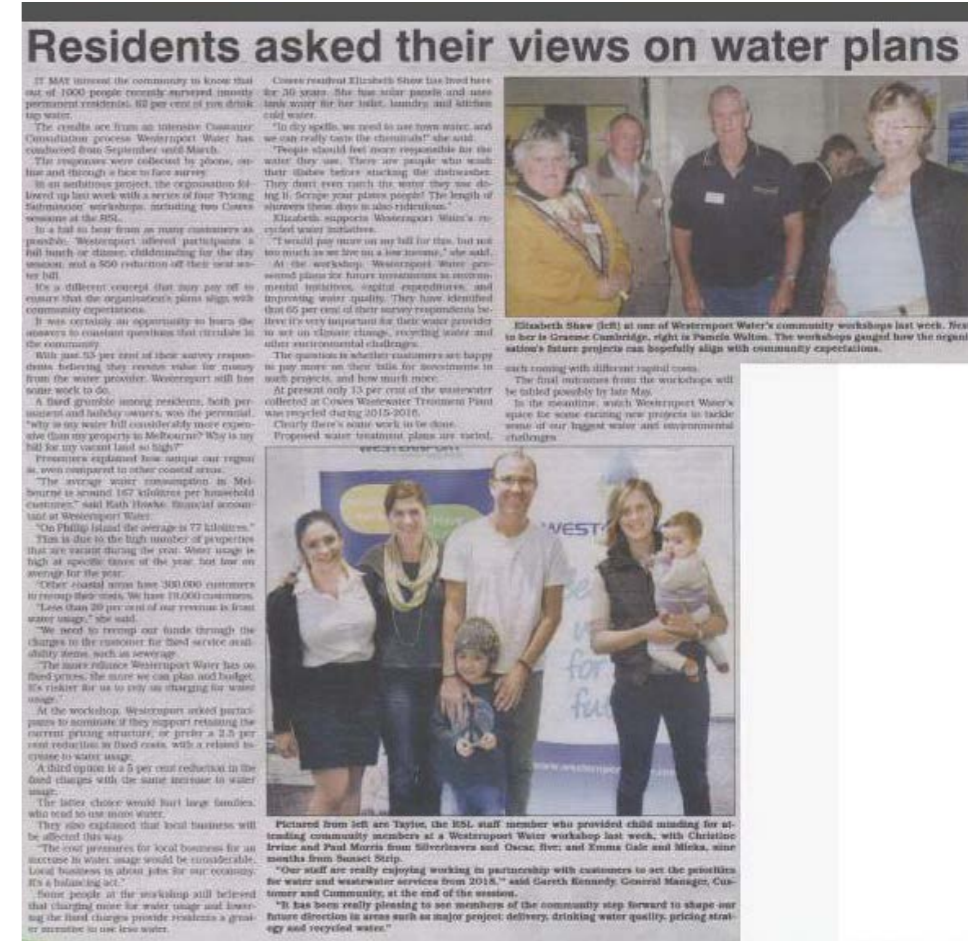 Residents asked their views on water plans
IT MAY interest the community to know that
out of 1000 people recently surveyed (mostly
permanent residents), 82 per cent of you drink
tap water.
The results are from an intensive Customer
Consultation process Westernport Water has
conducted from September until March.
The responses were collected by phone, on-
line and through a face to face survey.
In an ambitious project, the organisation fol-
lowed up last week with a series of four 'Pricing
Submission' workshops, including two Cowes
sessions at the RSL.
In a bid to hear from as many customers as
possible, Westernport offered participants a
full lunch or dinner, childminding for the day
session, and a $50 reduction off their next wa-
ter bill.
It's a different concept that may pay off to
ensure that the organisation's plans align with
community expectations.
It was certainly an opportunity to learn the
answers to constant questions that circulate in
the community.
With just 53 per cent of their survey respon-
dents believing they receive value for money
from the water provider, Westernport still has
some work to do.
A fixed grumble among residents, both per-
manent and holiday owners, was the perennial,
"why is my water bill considerably more expen-
sive than my property in Melbourne? Why is my
bill for my vacant land so high?"
Presenters explained how unique our region
is, even compared to other coastal areas.
"The average water consumption in Mel-
bourne is around 167 kilolitres per household
customer," said Kath Hawke, financial accoun-
tant at Westernport Water.
"On Phillip Island the average is 77 kilolitres."
This is due to the high number of properties
that are vacant during the year. Water usage is
high at specific times of the year, but low on
average for the year.
"Other coastal areas have 300,000 customers
to recoup their costs. We have 19,000 customers.
"Less than 20 per cent of our revenue is from
water usage," she said.
"We need to recoup our funds through the
charges to the customer for fixed service avail-
ability items, such as sewerage.
"The more reliance Westernport Water has on
fixed prices, the more we can plan and budget.
It's riskier for us to rely on charging for water
usage."
At the workshop, Westernport asked partici-
pants to nominate if they support retaining the
current pricing structure, or prefer a 2.5 per
cent reduction in fixed costs, with a related in-
crease to water usage.
A third option is a 5 per cent reduction in the
fixed charges with the same increase to water
usage.
The latter choice would hurt large families,
who tend to use more water.
They also explained that local business will
be affected this way.
"The cost pressures for local business for an
increase in water usage would be considerable.
Local business is about jobs for our economy.
It's a balancing act."
Some people at the workshop still believed
that charging more for water usage and lower-
ing the fixed charges provide residents a great-
er incentive to use less water.
Cowes resident Elizabeth Shaw has lived here
for 30 years. She has solar panels and uses
tank water for her toilet, laundry, and kitchen
cold water.
"In dry spells, we need to use town water, and
we can really taste the chemicals!" she said.
"People should feel more responsible for the
water they use. There are people who wash
their dishes before stacking the dishwasher.
They don't even catch the water they use do-
ing it. Scrape your plates people! The length of
showers these days is also ridiculous."
Elizabeth supports Westernport Water's re-
cycled water initiatives.
"I would pay more on my bill for this, but not
too much as we live on a low income," she said.
At the workshop, Westernport Water pre-
sented plans for future investments in environ-
mental initiatives, capital expenditures, and
improving water quality. They have identified
that 65 per cent of their survey respondents be-
lieve it's very important for their water provider
to act on climate change, recycling water and
other environmental challenges.
The question is whether customers are happy
to pay more on their bills for investments in
such projects, and how much more.
At present only 13 per cent of the wastewater
collected at Cowes Wastewater Treatment Plant
was recycled during 2015-2016.
Clearly there's some work to be done.
Proposed water treatment plans are varied,
Elizabeth Shaw (left) at one of Westernport Water's community workshops last week. Next
to her is Graeme Cambridge, right is Pamela Walton. The workshops gauged how the organi-
sation's future projects can hopefully align with community expectations.
each coming with different capital costs.
The final outcomes from the workshops will
be tabled possibly by late May.
In the meantime, watch Westernport Water's
space for some exciting new projects to tackle
some of our biggest water and environmental
challenges.
WESTERNPORT
WEST
for
fut
Pictured from left are Taylor, the RSL staff member who provided child minding for at-
tending community members at a Westernport Water workshop last week, with Christine
Irvine and Paul Morris from Silverleaves and Oscar, five; and Emma Gale and Mieka, nine
months from Sunset Strip.
"Our staff are really enjoying working in partnership with customers to set the priorities
for water and wastewater services from 2018," said Gareth Kennedy, General Manager, Cus-
tomer and Community, at the end of the session.
"It has been really pleasing to see members of the community step forward to shape our
future direction in areas such as major project delivery, drinking water quality, pricing strat-
egy and recycled water."